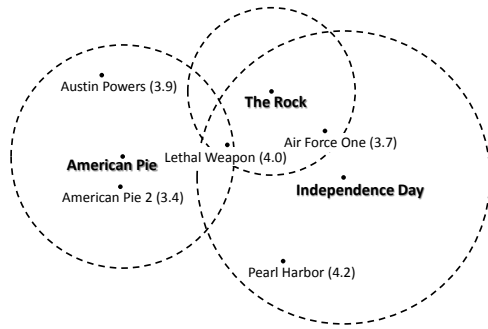 Austin Powers (3.9)
The Rock
Air Force One (3.7)
Lethal Weapon (4.0)
American Pie
Independence Day
American Pie 2 (3.4)
Pearl Harbor (4.2)